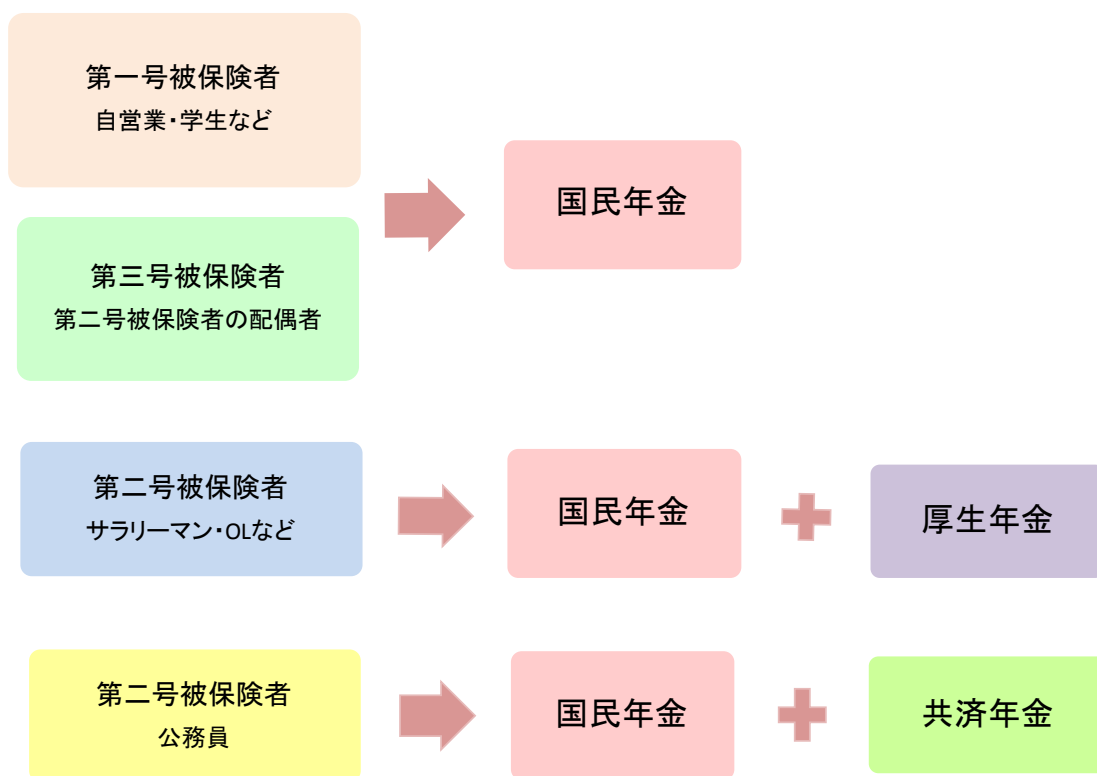 第一号被保険者
自営業・学生など
国民年金
第三号被保険者
第二号被保険者の配偶者
第二号被保険者
サラリーマン・OLなど
国民年金
厚生年金
第二号被保険者
公務員
国民年金
共済年金